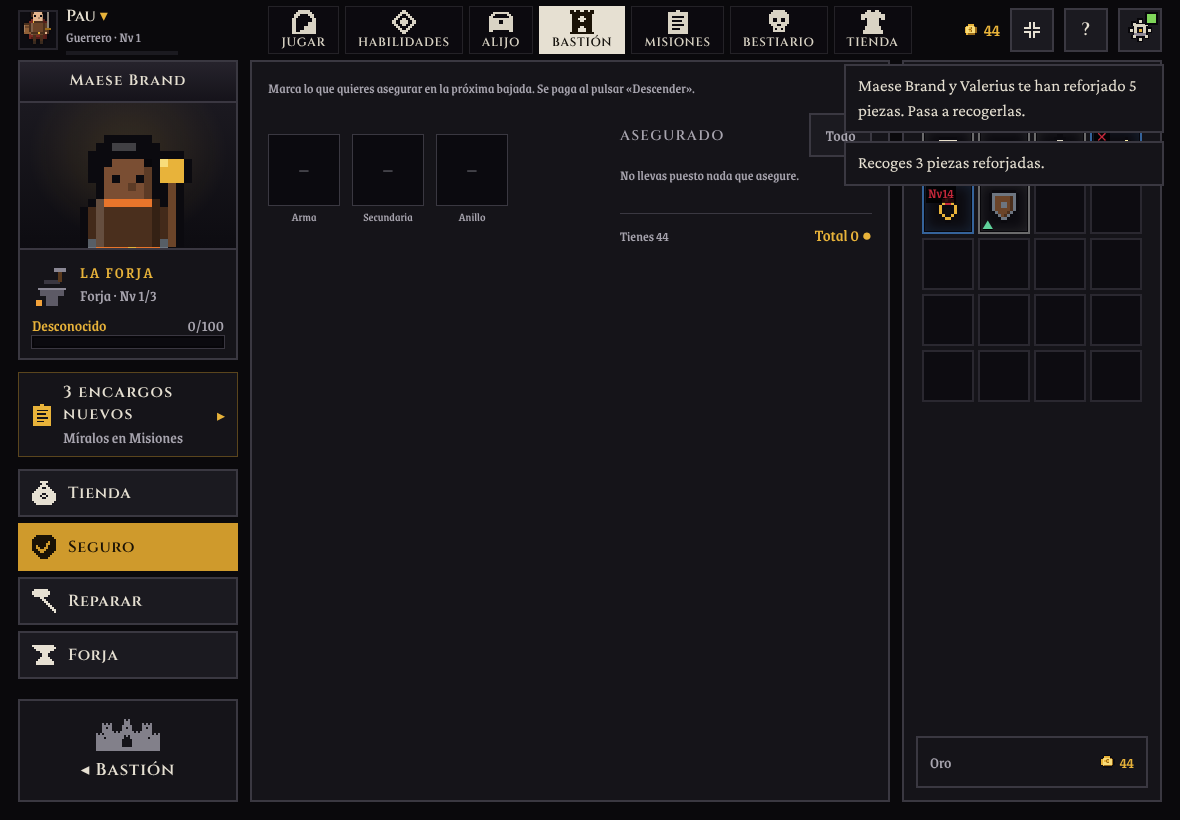 Pau ▾
Guerrero · Nv 1
JUGAR
HABILIDADES
ALIJO
BASTIÓN
MISIONES
BESTIARIO
TIENDA
44
?
Maese Brand
LA FORJA
Forja · Nv 1/3
Desconocido 0/100
3 ENCARGOS NUEVOS
Míralos en Misiones
Tienda
Seguro
Reparar
Forja
◂ Bastión
Marca lo que quieres asegurar en la próxima bajada. Se paga al pulsar «Descender».
–
–
–
Arma
Secundaria
Anillo
ASEGURADO
Todo
No llevas puesto nada que asegure.
Tienes 44
Total 0
Maese Brand y Valerius te han reforjado 5
piezas. Pasa a recogerlas.
Recoges 3 piezas reforjadas.
Nv14
Oro
44